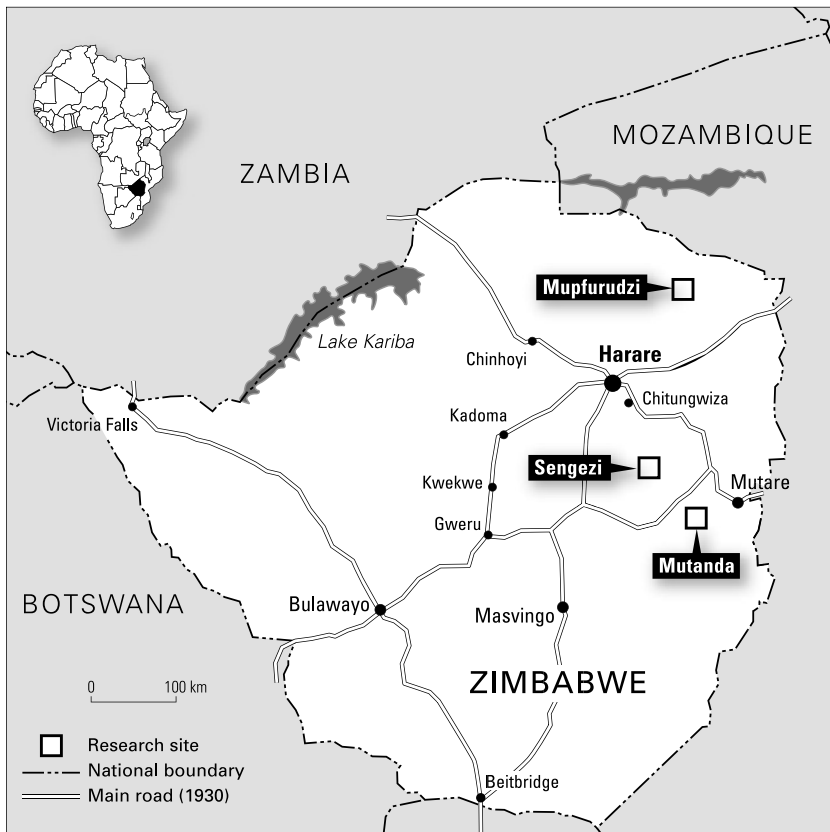 MOZAMBIQUE
ZAMBIA
Mupfurudzi
Lake Kariba
Chinhoyi
Harare
Chitungwiza
Victoria Falls
Kadoma
Sengezi
Kwekwe
Mutare
Gweru
Mutanda
BOTSWANA
Bulawayo
Masvingo
ZIMBABWE
0 100 km
Research site
National boundary
Main road (1930)
Beitbridge